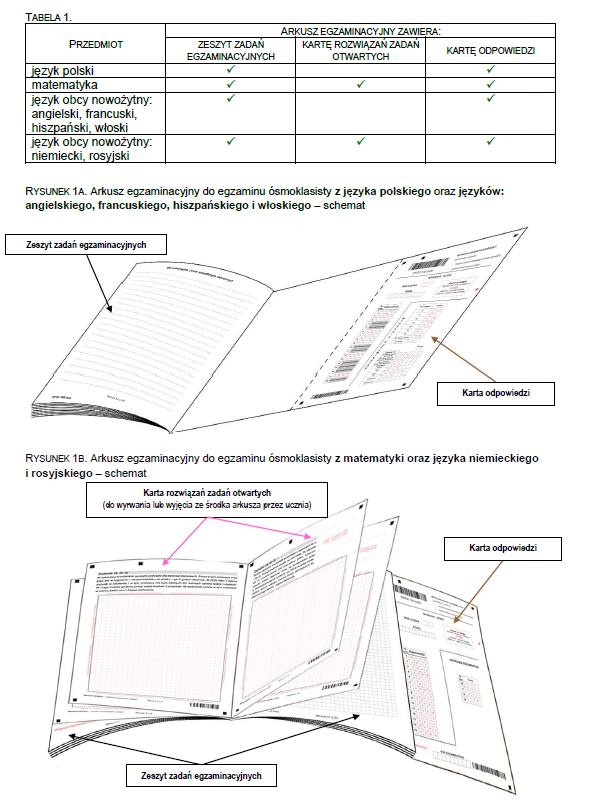 TABELA 1.
ARKUSZ EGZAMINACYJNY ZAWIERA:
PRZEDMIOT
ZESZYT ZADAŃ EGZAMINACYJNYCH
KARTĘ ROZWIĄZAŃ ZADAŃ OTWARTYCH
KARTĘ ODPOWIEDZI
język polski ✓ ✓
matematyka ✓ ✓ ✓
język obcy nowożytny: ✓ ✓
angielski, francuski,
hiszpański, włoski
język obcy nowożytny: ✓ ✓ ✓
niemiecki, rosyjski
RYSUNEK 1A. Arkusz egzaminacyjny do egzaminu ósmoklasisty z języka polskiego oraz języków:
angielskiego, francuskiego, hiszpańskiego i włoskiego – schemat
Zeszyt zadań egzaminacyjnych
Karta odpowiedzi
RYSUNEK 1B. Arkusz egzaminacyjny do egzaminu ósmoklasisty z matematyki oraz języka niemieckiego
i rosyjskiego – schemat
Karta rozwiązań zadań otwartych
(do wyrwania lub wyjęcia ze środka arkusza przez ucznia)
Karta odpowiedzi
Zeszyt zadań egzaminacyjnych